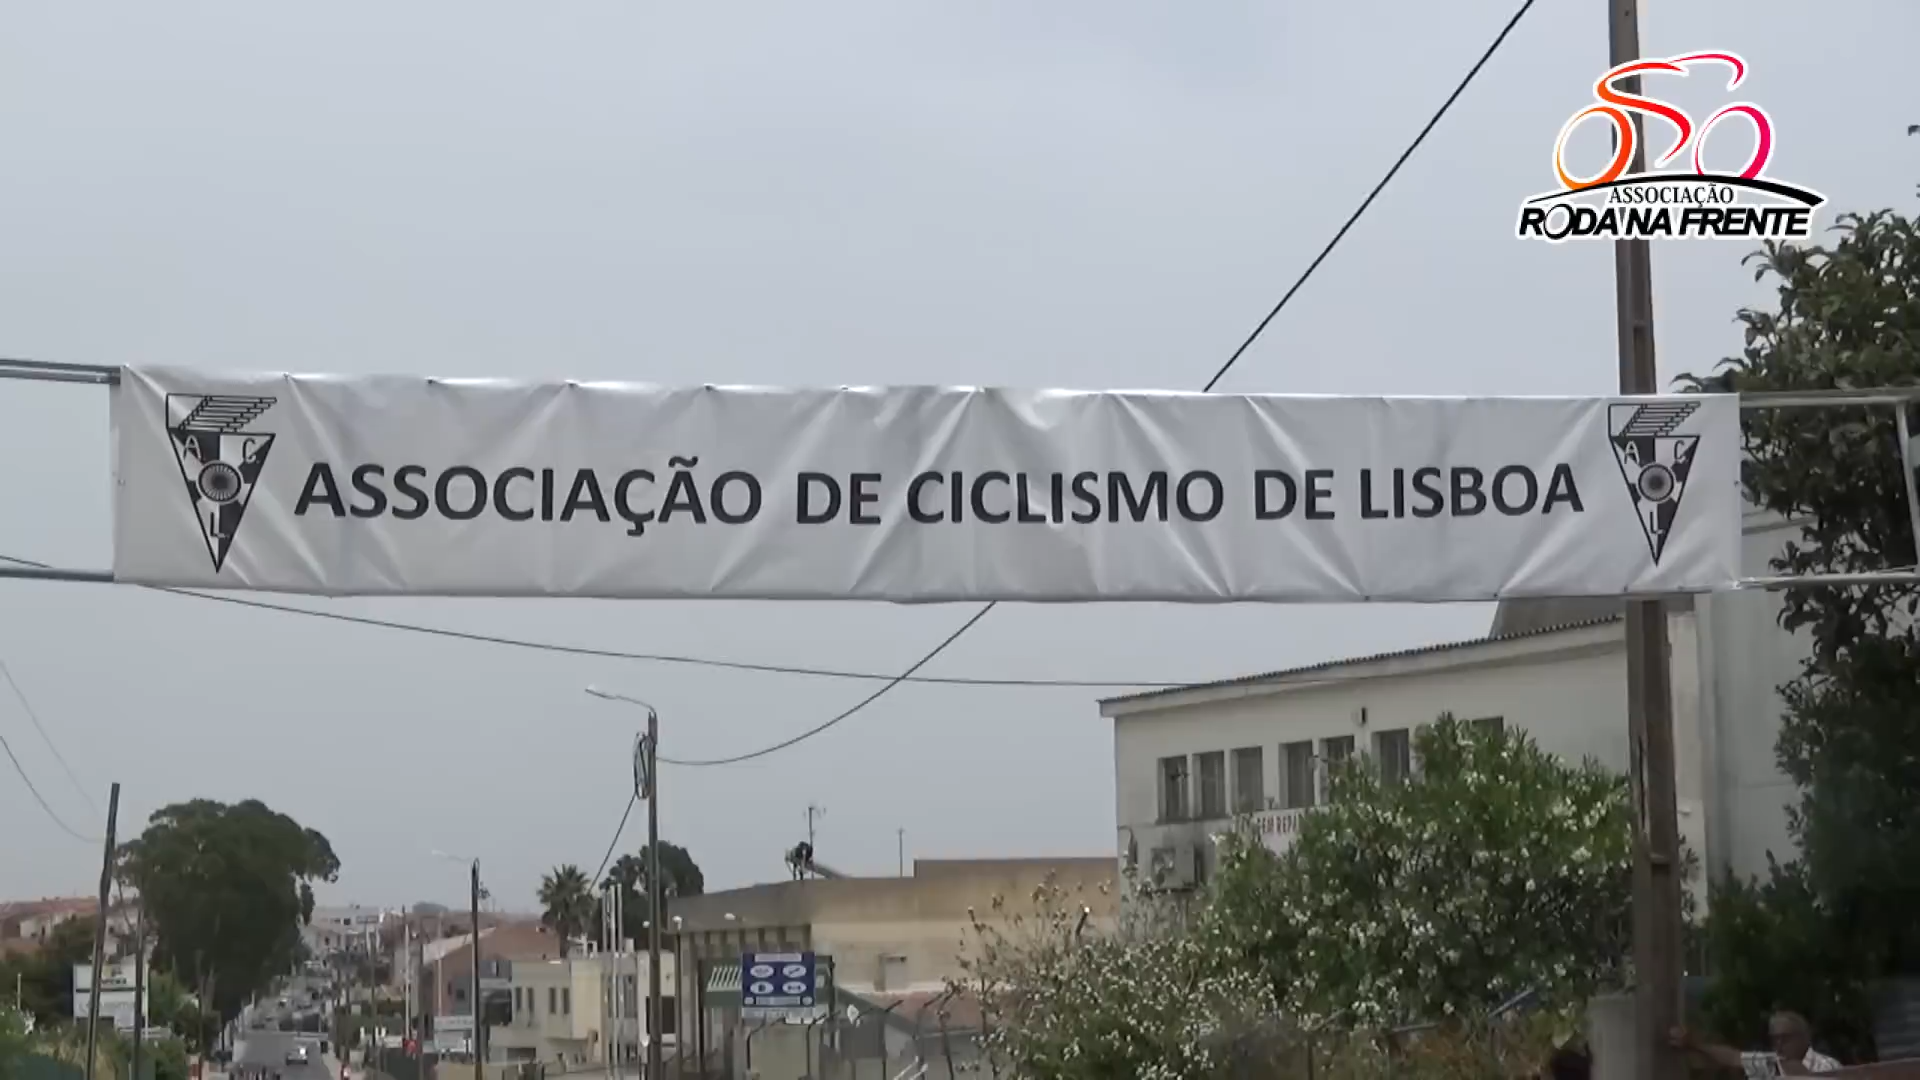 ASSOCIAÇÃO
RODA NA FRENTE
A C
L
ASSOCIAÇÃO DE CICLISMO DE LISBOA
A C
L